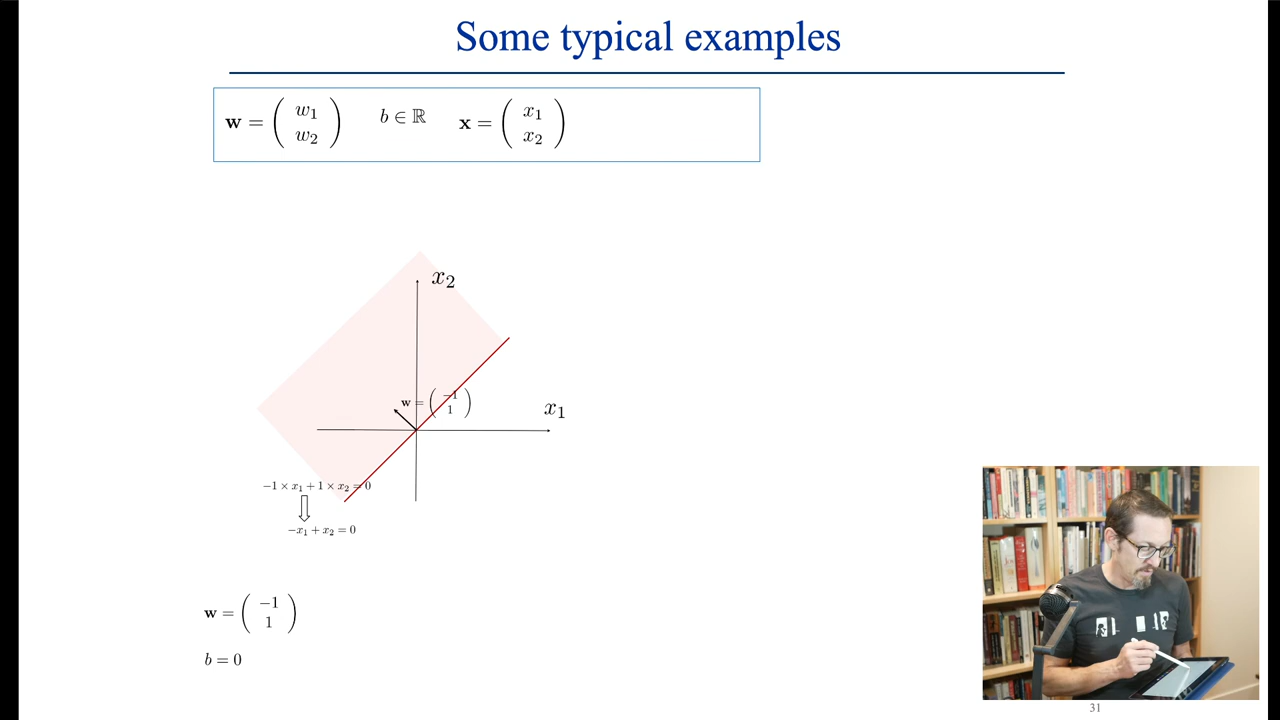 Some typical examples
w = ( w₁ w₂ ) b ∈ ℝ x = ( x₁ x₂ )
x₂
w = ( −1 1 )
x₁
−1 × x₁ + 1 × x₂ = 0
−x₁ + x₂ = 0
w = ( −1 1 )
b = 0
31